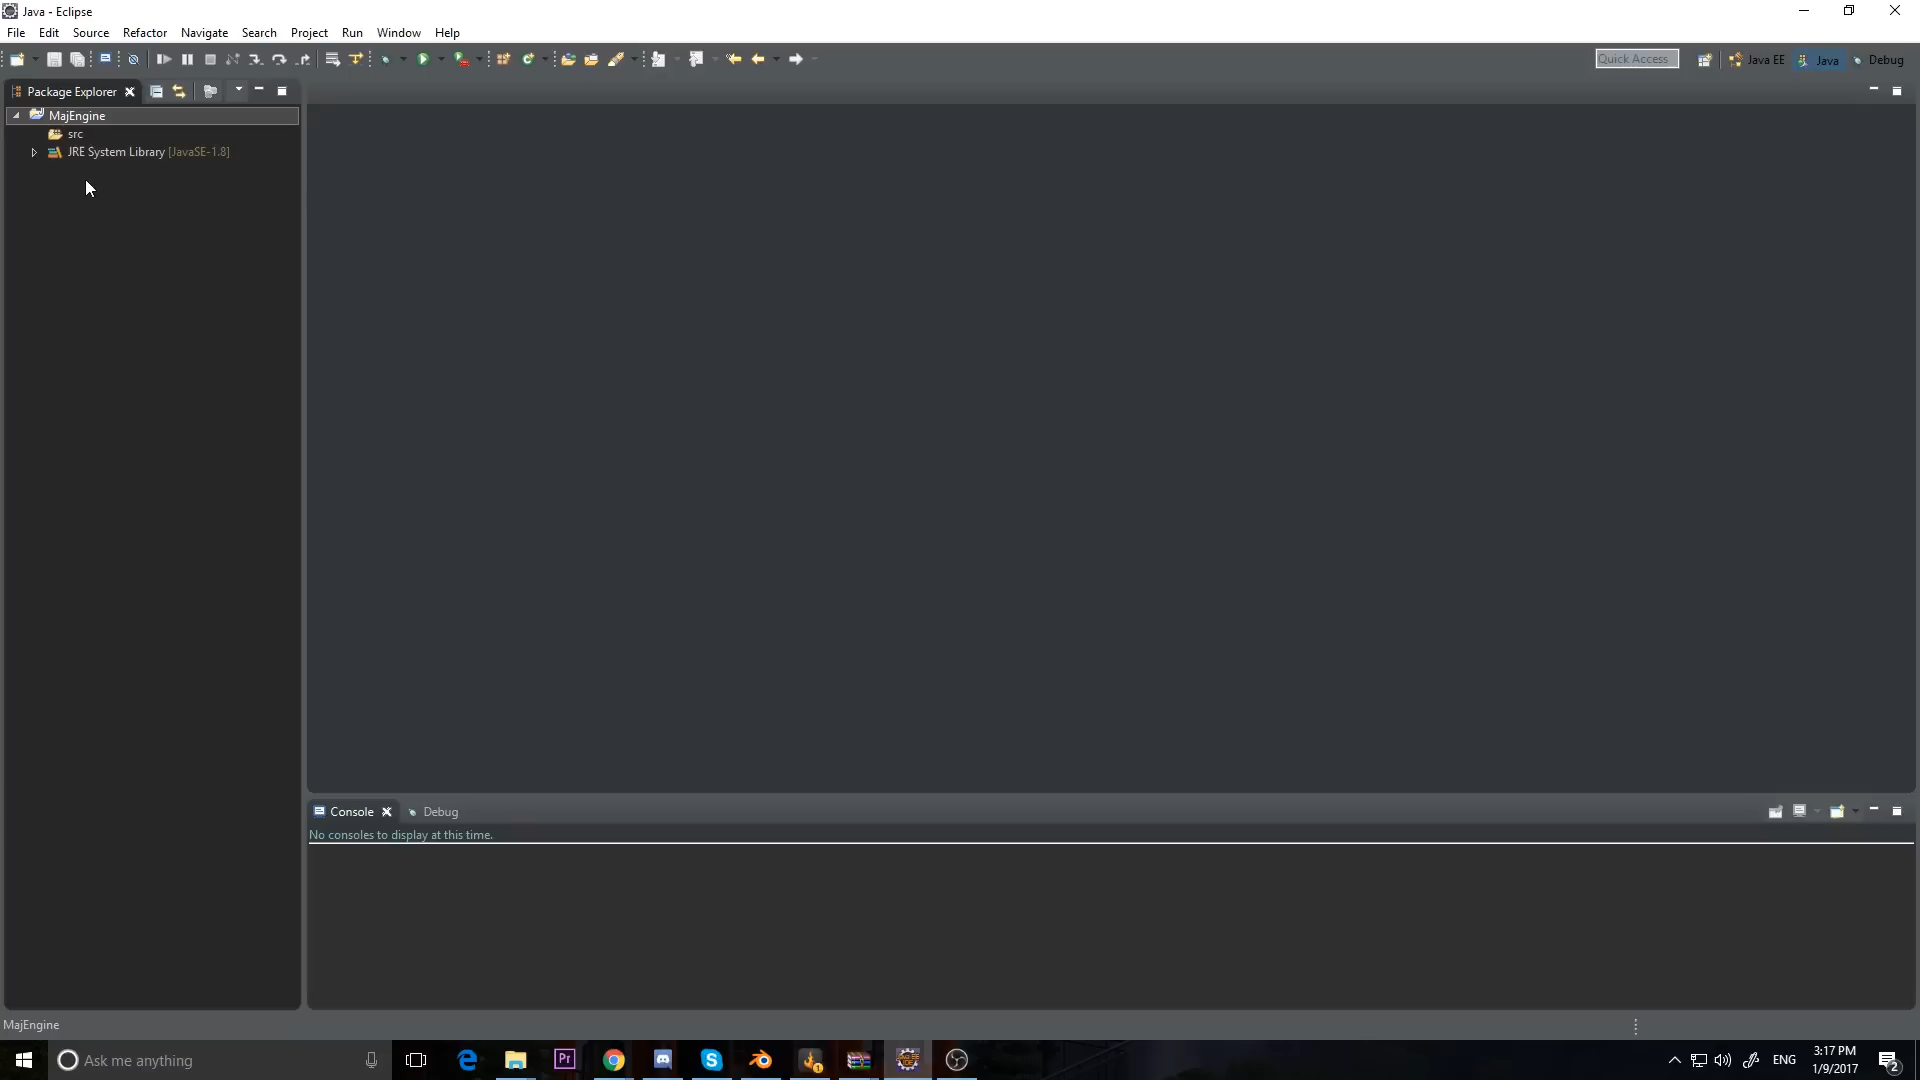 Java - Eclipse
File Edit Source Refactor Navigate Search Project Run Window Help
Quick Access Java EE Java Debug
Package Explorer
MajEngine
src
JRE System Library [JavaSE-1.8]
Console Debug
No consoles to display at this time.
MajEngine
Ask me anything
Pr
ENG
3:17 PM
1/9/2017
2